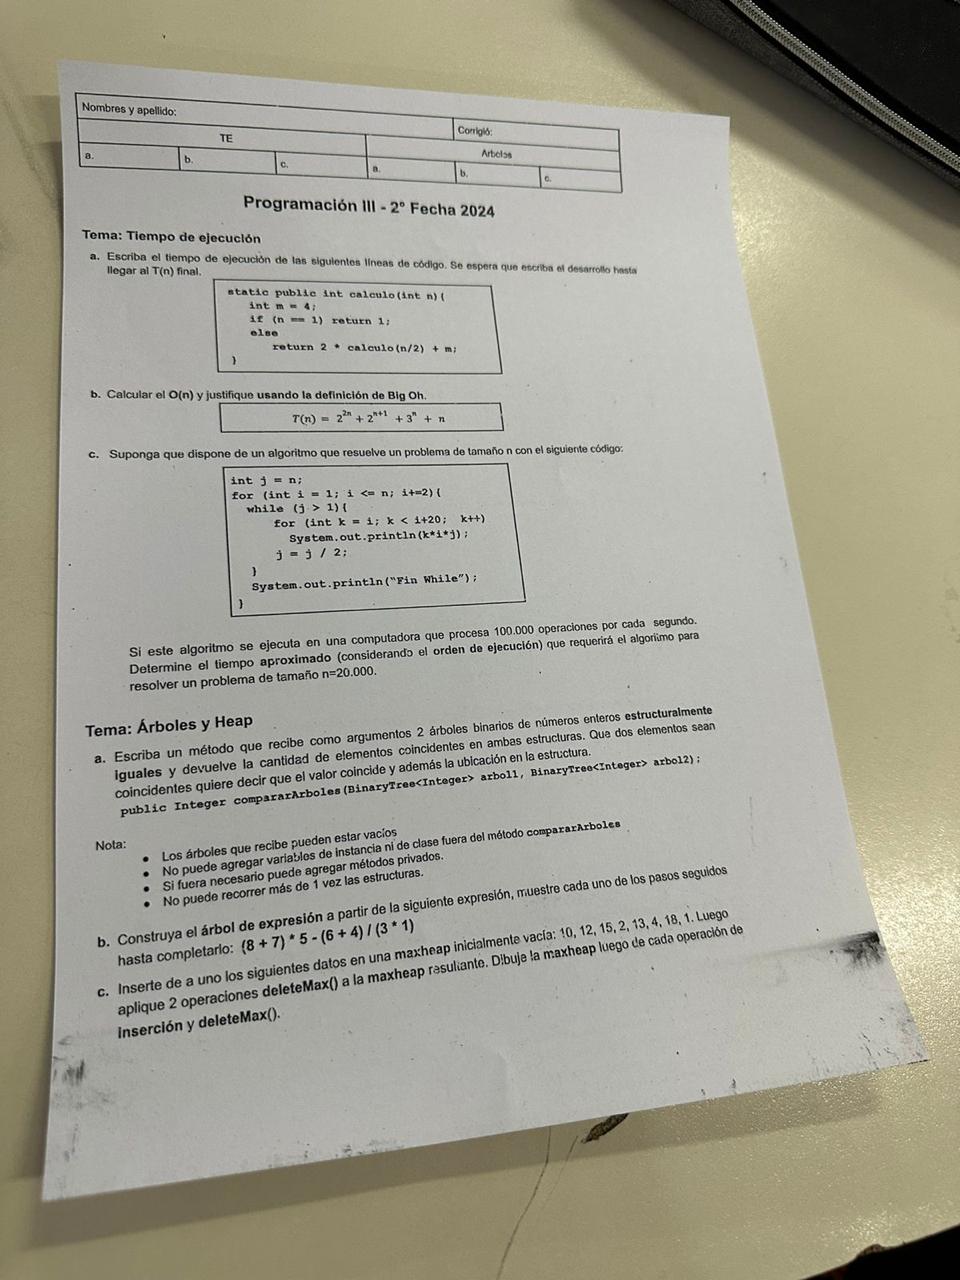 Nombres y apellido:
Corrigió:
TE
Arboles
a.
b.
c.
a.
b.
c.
Programación III - 2° Fecha 2024
Tema: Tiempo de ejecución
a. Escriba el tiempo de ejecución de las siguientes líneas de código. Se espera que escriba el desarrollo hasta
llegar al T(n) final.
static public int calculo(int n){
int m = 4;
if (n == 1) return 1;
else
return 2 * calculo(n/2) + m;
}
b. Calcular el O(n) y justifique usando la definición de Big Oh.
T(n) = 2²ⁿ + 2ⁿ⁺¹ + 3ⁿ + n
c. Suponga que dispone de un algoritmo que resuelve un problema de tamaño n con el siguiente código:
int j = n;
for (int i = 1; i <= n; i+=2){
while (j > 1){
for (int k = i; k < i+20; k++)
System.out.println(k*i*j);
j = j / 2;
}
System.out.println("Fin While");
}
Si este algoritmo se ejecuta en una computadora que procesa 100.000 operaciones por cada segundo.
Determine el tiempo aproximado (considerando el orden de ejecución) que requerirá el algoritmo para
resolver un problema de tamaño n=20.000.
Tema: Árboles y Heap
a. Escriba un método que recibe como argumentos 2 árboles binarios de números enteros estructuralmente
iguales y devuelve la cantidad de elementos coincidentes en ambas estructuras. Que dos elementos sean
coincidentes quiere decir que el valor coincide y además la ubicación en la estructura.
public Integer compararArboles(BinaryTree<Integer> arbol1, BinaryTree<Integer> arbol2);
Nota:
• Los árboles que recibe pueden estar vacíos
• No puede agregar variables de instancia ni de clase fuera del método compararArboles
• Si fuera necesario puede agregar métodos privados.
• No puede recorrer más de 1 vez las estructuras.
b. Construya el árbol de expresión a partir de la siguiente expresión, muestre cada uno de los pasos seguidos
hasta completarlo: (8 + 7) * 5 - (6 + 4) / (3 * 1)
c. Inserte de a uno los siguientes datos en una maxheap inicialmente vacía: 10, 12, 15, 2, 13, 4, 18, 1. Luego
aplique 2 operaciones deleteMax() a la maxheap resultante. Dibuje la maxheap luego de cada operación de
inserción y deleteMax().